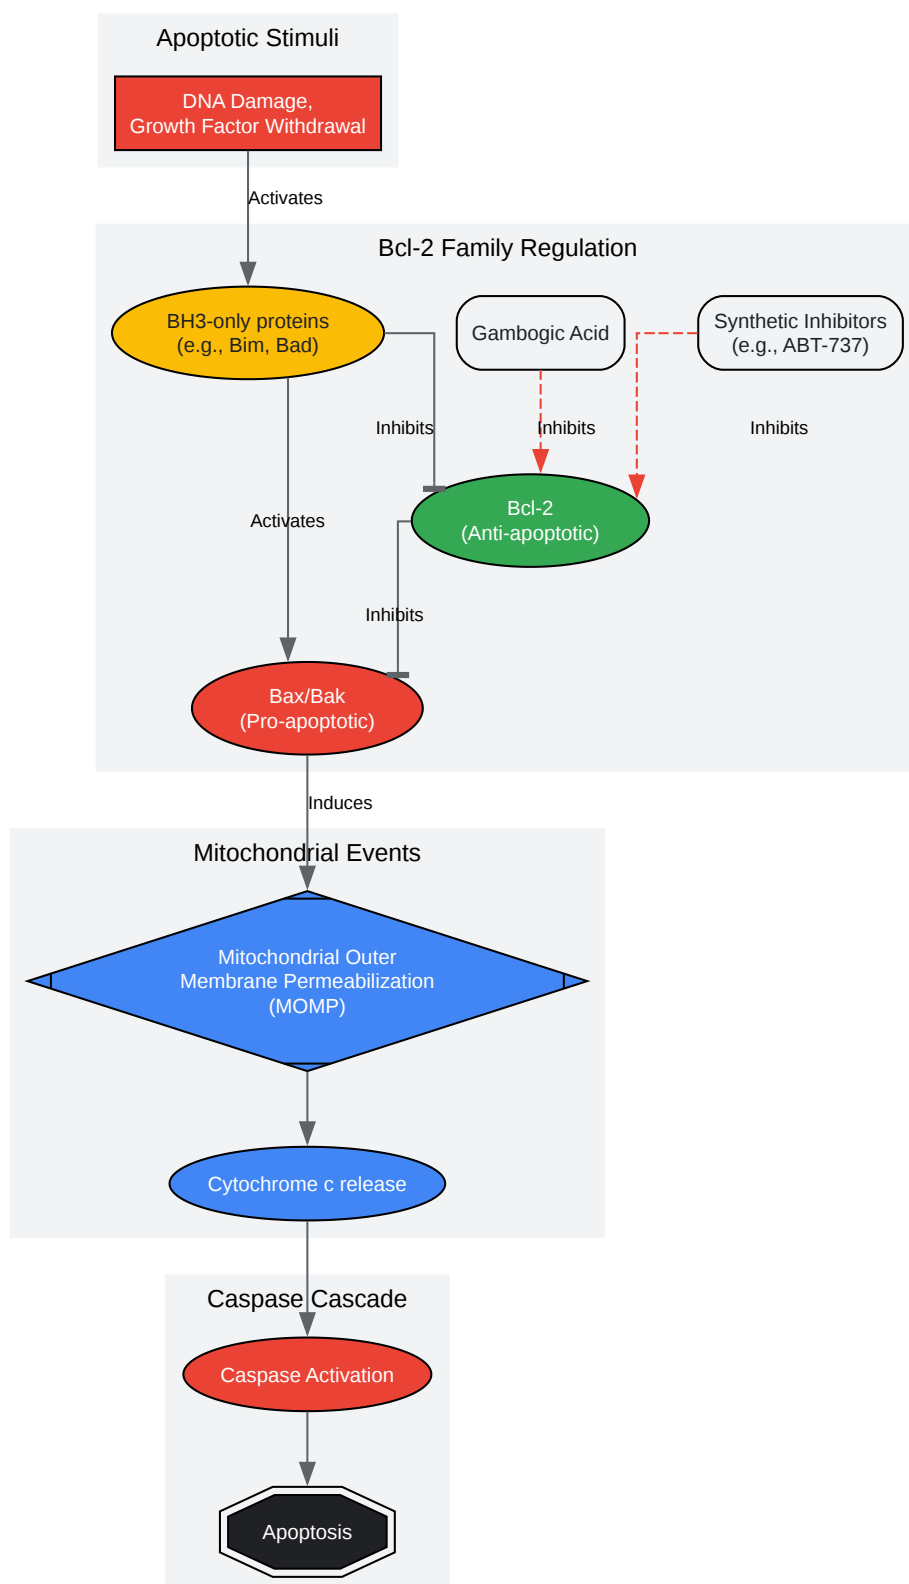 Apoptotic Stimuli
DNA Damage,
Growth Factor Withdrawal
Activates
Bcl-2 Family Regulation
BH3-only proteins
(e.g., Bim, Bad)
Gambogic Acid
Synthetic Inhibitors
(e.g., ABT-737)
Inhibits
Inhibits
Inhibits
Bcl-2
(Anti-apoptotic)
Activates
Inhibits
Bax/Bak
(Pro-apoptotic)
Induces
Mitochondrial Events
Mitochondrial Outer
Membrane Permeabilization
(MOMP)
Cytochrome c release
Caspase Cascade
Caspase Activation
Apoptosis